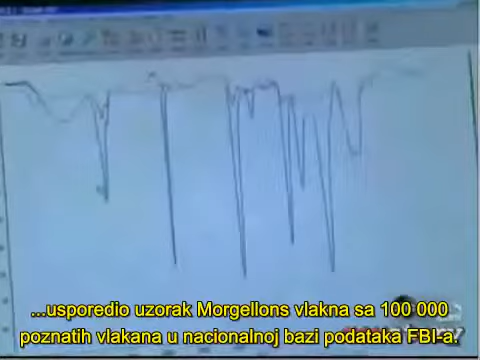 ...usporedio uzorak Morgellons vlakna sa 100 000
poznatih vlakana u nacionalnoj bazi podataka FBI-a.